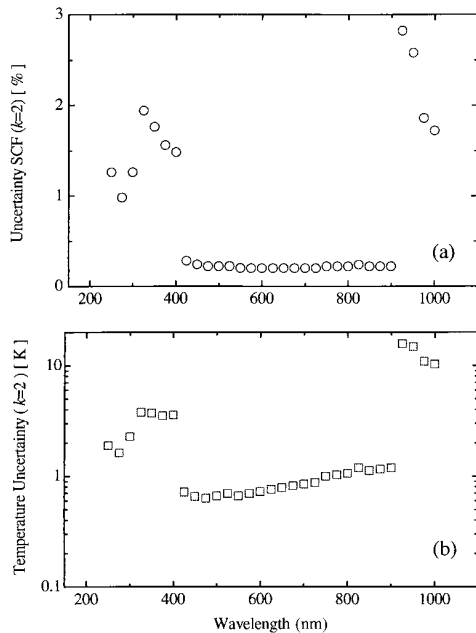 3
2
1
0
Uncertainty SCF (k=2) [ % ]
(a)
200 400 600 800 1000
10
1
0.1
Temperature Uncertainty ( k=2 ) [ K ]
(b)
200 400 600 800 1000
Wavelength (nm)